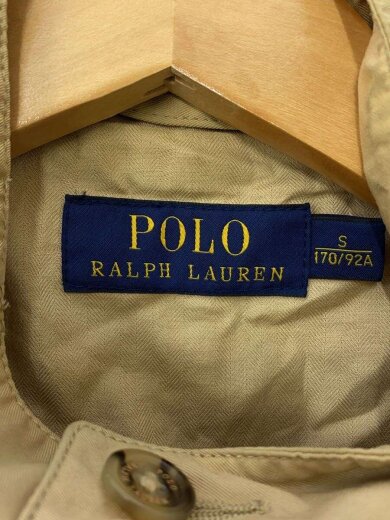 POLO
RALPH LAUREN
S
170/92A